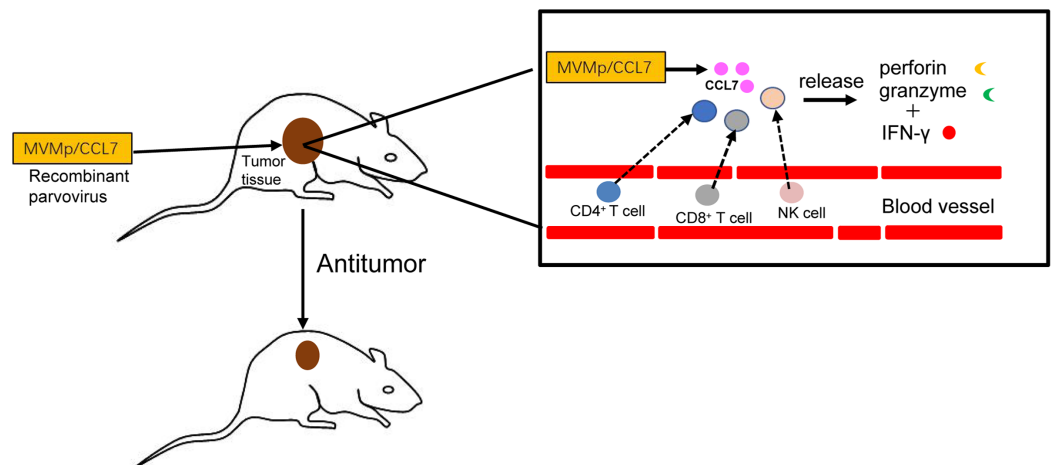 MVMp/CCL7
Recombinant
parvovirus
Tumor
tissue
Antitumor
MVMp/CCL7
CCL7
release
perforin
granzyme
+
IFN-γ
CD4⁺ T cell
CD8⁺ T cell
NK cell
Blood vessel